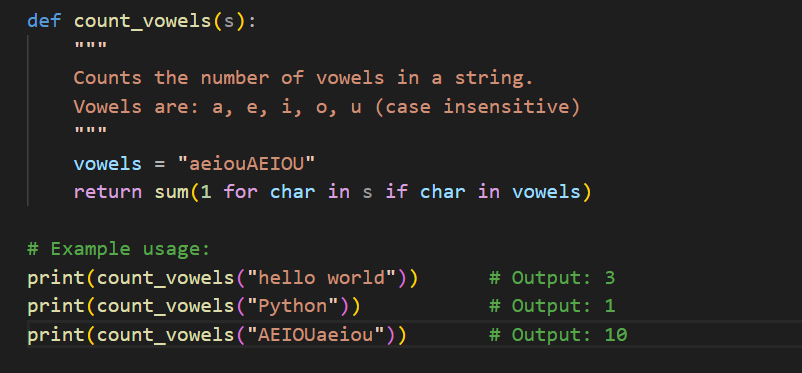 def count_vowels(s):
    """
    Counts the number of vowels in a string.
    Vowels are: a, e, i, o, u (case insensitive)
    """
    vowels = "aeiouAEIOU"
    return sum(1 for char in s if char in vowels)

# Example usage:
print(count_vowels("hello world"))      # Output: 3
print(count_vowels("Python"))           # Output: 1
print(count_vowels("AEIOUaeiou"))       # Output: 10